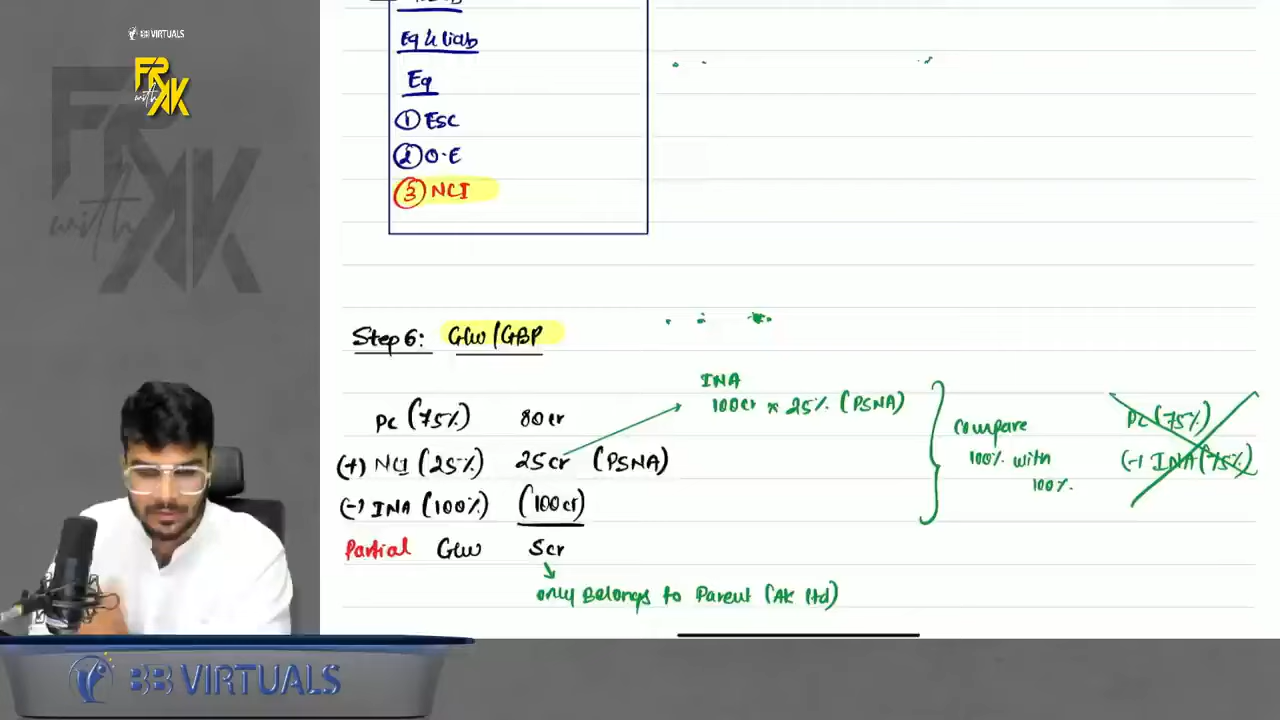 BB VIRTUALS
FR
with
AK
Eq & Liab
Eq
① ESC
② O.E
③ NCI
Step 6: GLW/GBP
PC (75%) 80cr
(+) NCI (25%) 25cr (PSNA)
(-) INA (100%) (100cr)
Partial GLW 5cr
only Belongs to Parent (AK ltd)
INA
100cr x 25% (PSNA)
Compare
100% with
100%.
PC (75%)
(-) INA (75%)
BB VIRTUALS